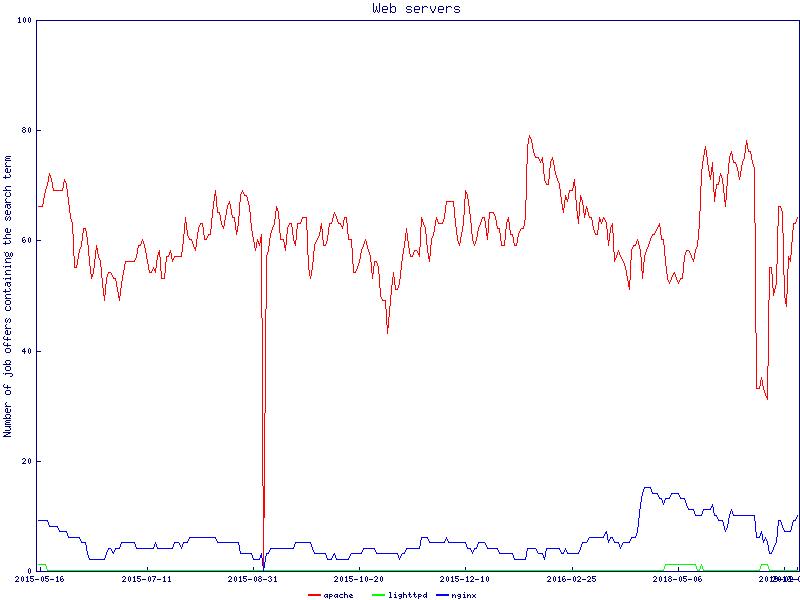 Web servers
Number of job offers containing the search term
100
80
60
40
20
0
2015-05-16 2015-07-11 2015-08-31 2015-10-20 2015-12-10 2016-02-25 2018-05-06
apache lighttpd nginx